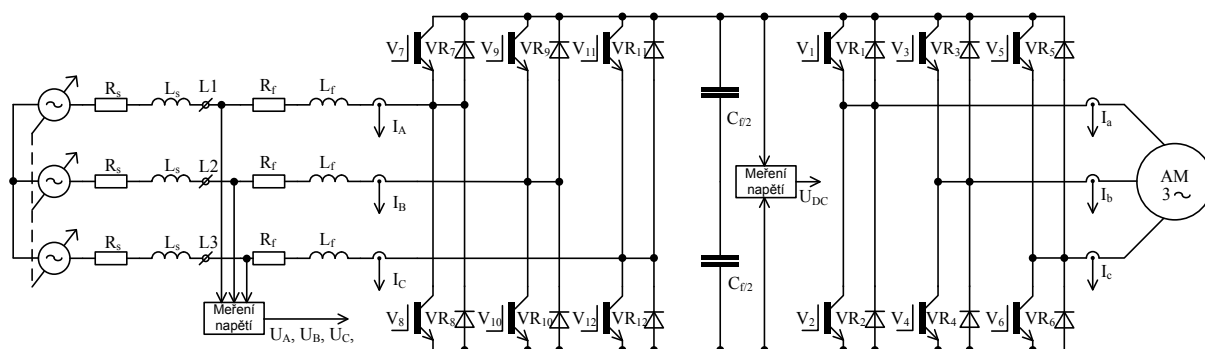 V7 VR7 V9 VR9 V11 VR11 V1 VR1 V3 VR3 V5 VR5
Rs Ls L1 Rf Lf
IA
Cf/2
Ia
Rs Ls L2 Rf Lf
IB
Měření
napětí
UDC
AM
3 ~
Ib
Rs Ls L3 Rf Lf
IC
Cf/2
Ic
Měření
napětí
UA, UB, UC,
V8 VR8 V10 VR10 V12 VR12 V2 VR2 V4 VR4 V6 VR6